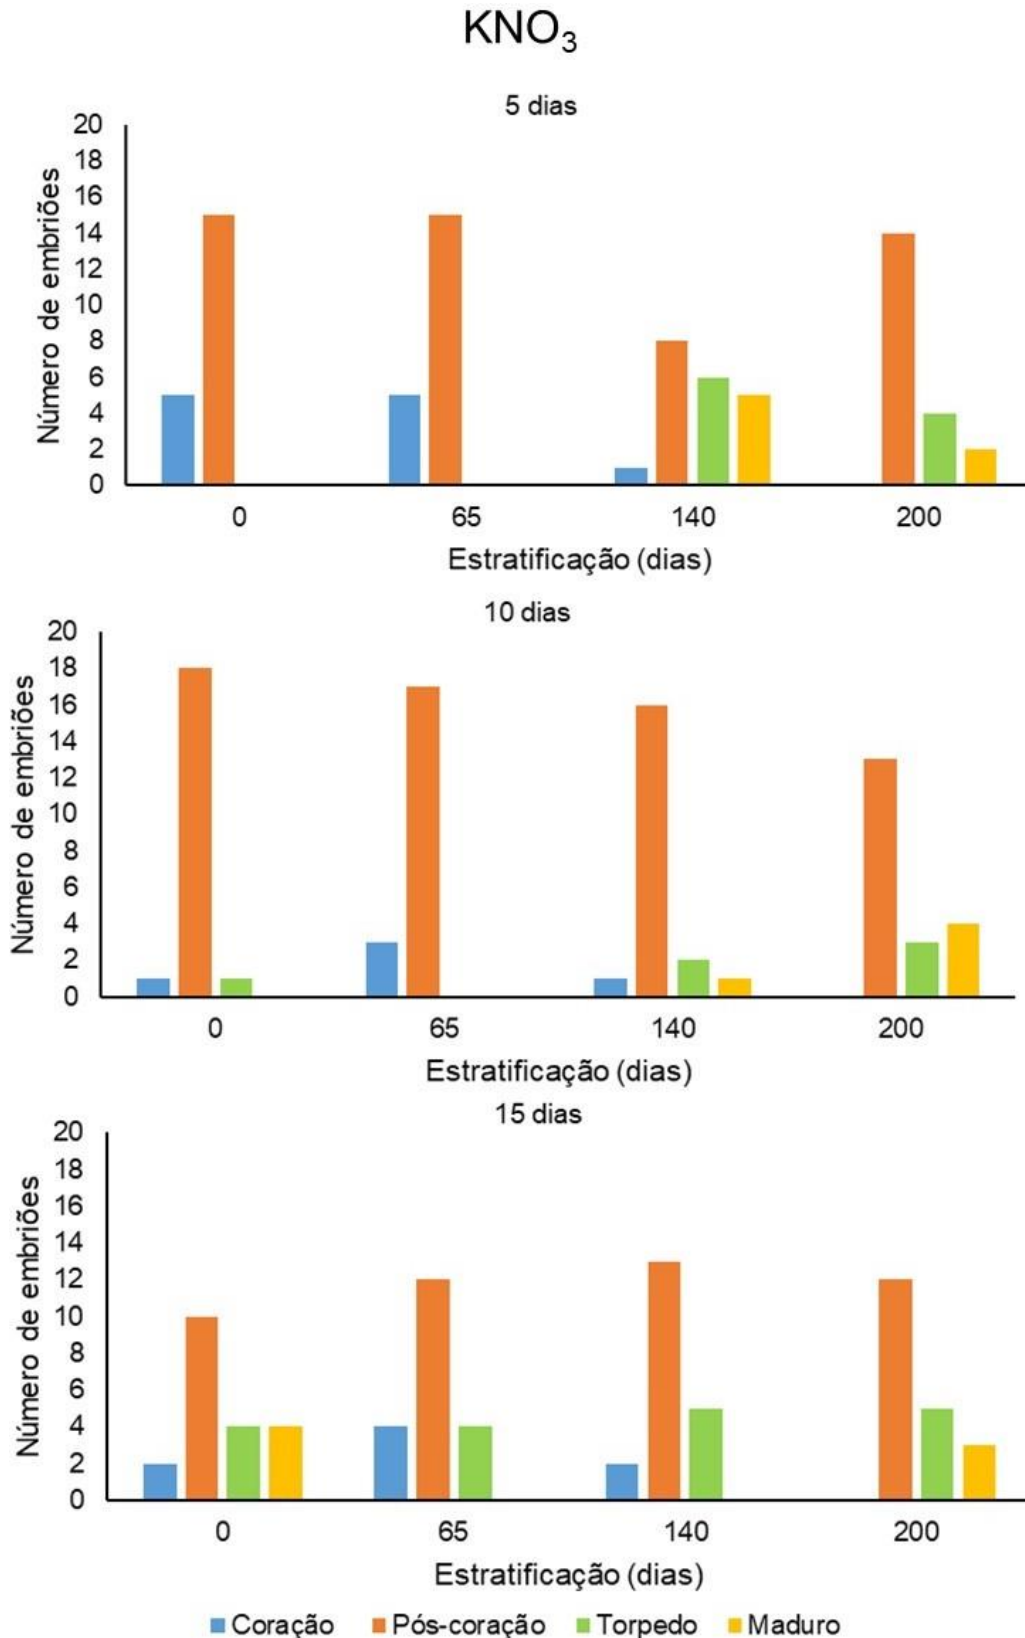 KNO₃
5 dias
Número de embriões
20
18
16
14
12
10
8
6
4
2
0
0 65 140 200
Estratificação (dias)
10 dias
Número de embriões
20
18
16
14
12
10
8
6
4
2
0
0 65 140 200
Estratificação (dias)
15 dias
Número de embriões
20
18
16
14
12
10
8
6
4
2
0
0 65 140 200
Estratificação (dias)
Coração Pós-coração Torpedo Maduro